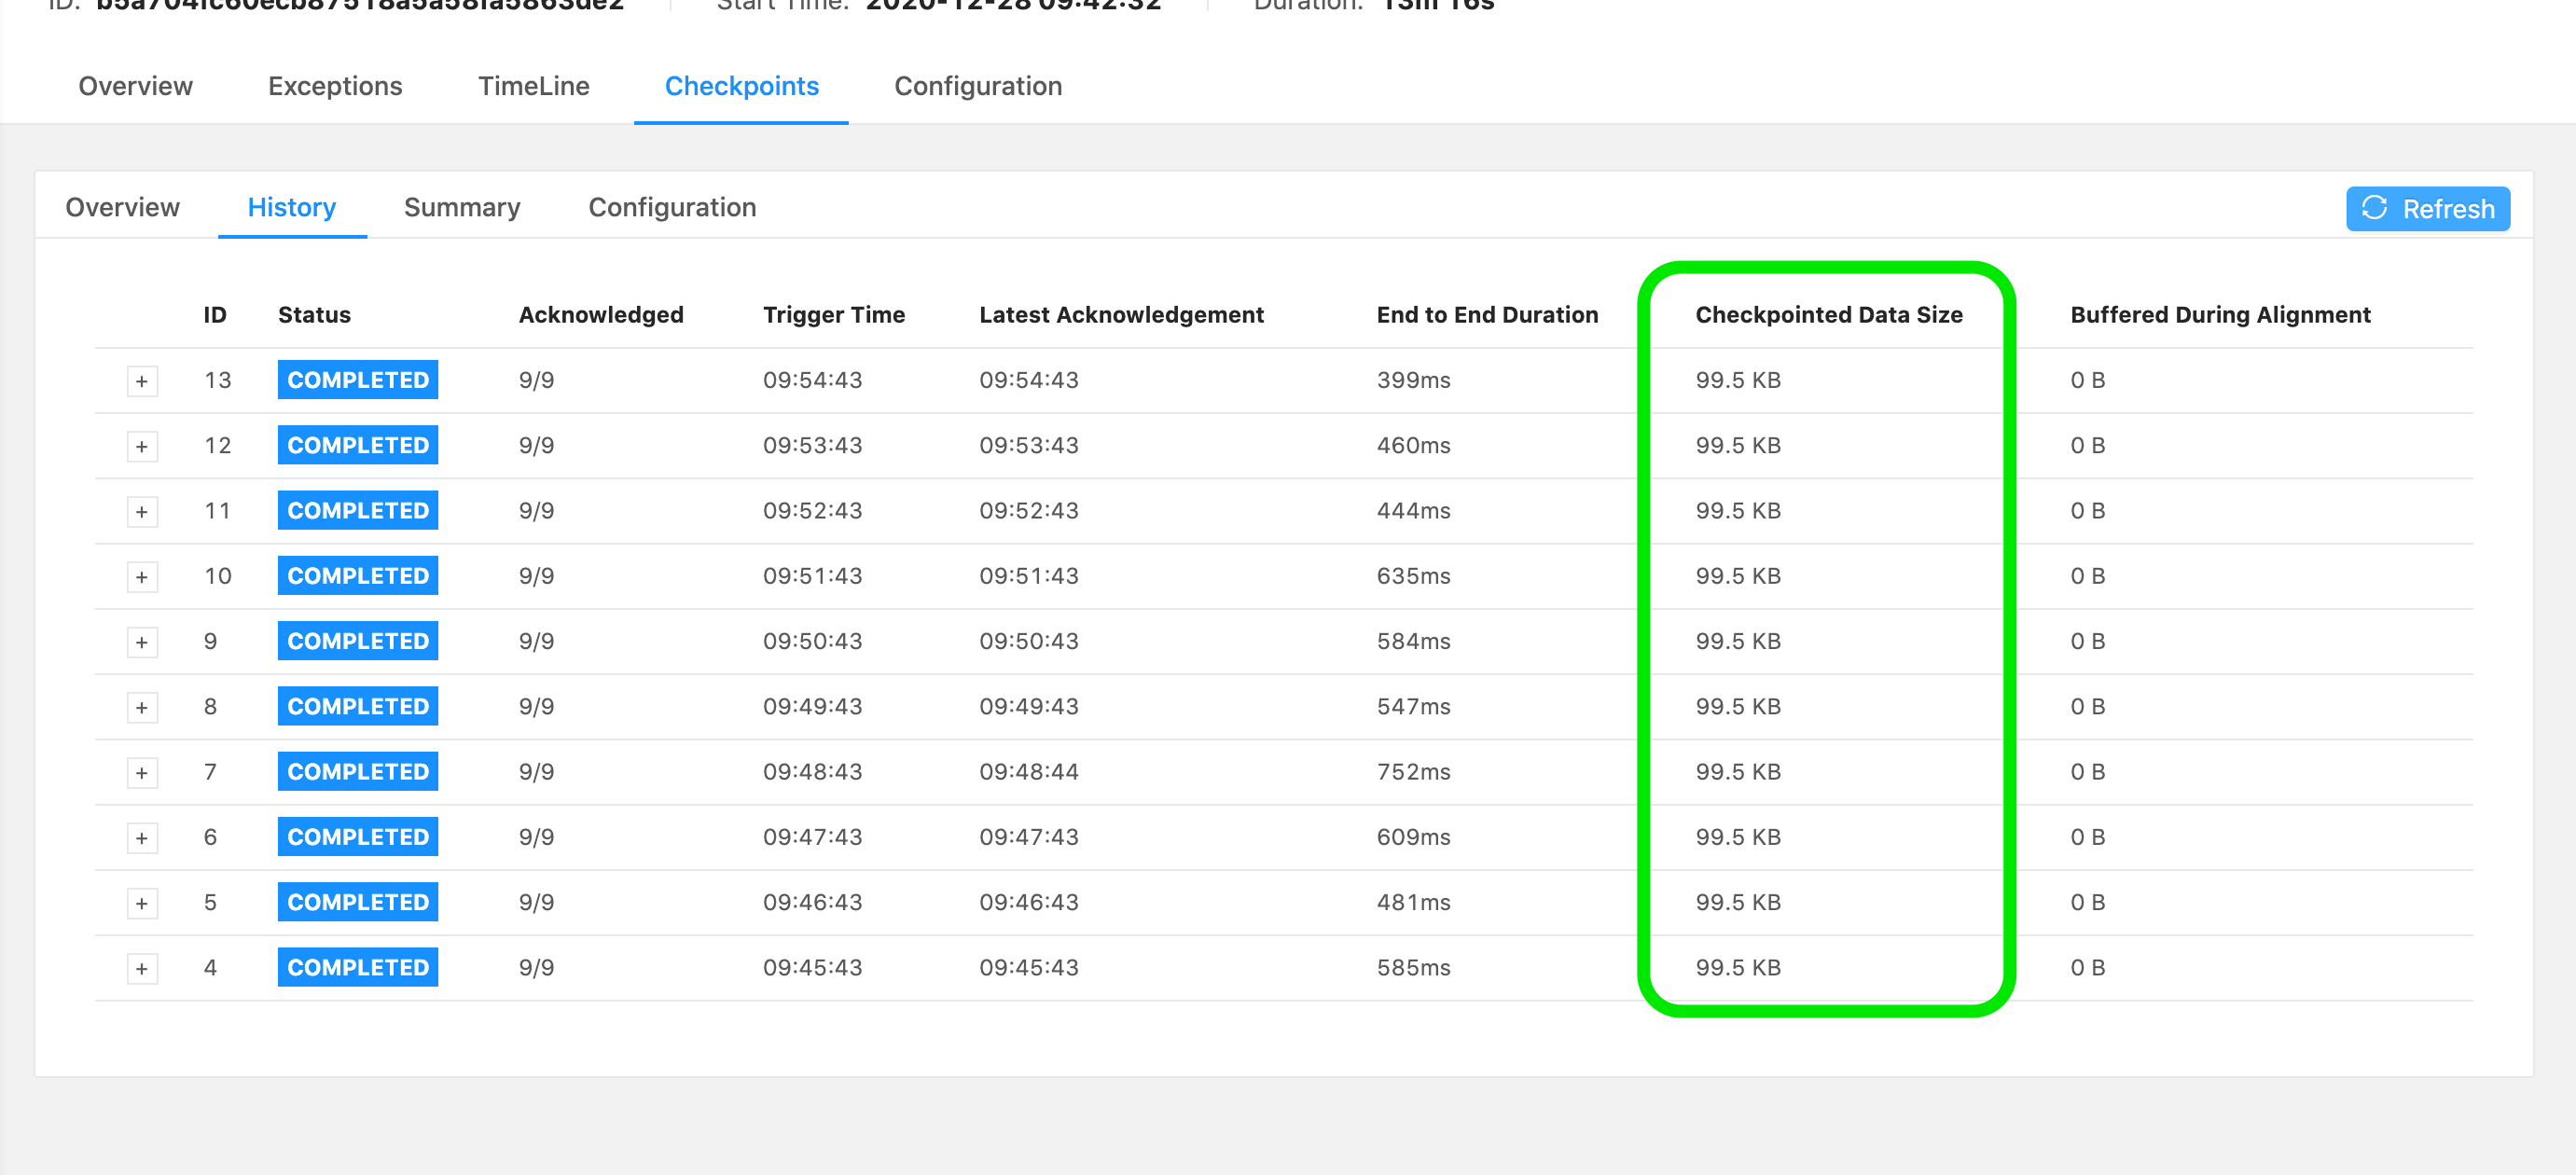 ID: b5a704fc60ecb87518a5a58fa5863de2 Start Time: 2020-12-28 09:42:32 Duration: 13m 16s
Overview Exceptions TimeLine Checkpoints Configuration
Overview History Summary Configuration Refresh
ID Status Acknowledged Trigger Time Latest Acknowledgement End to End Duration Checkpointed Data Size Buffered During Alignment
+ 13 COMPLETED 9/9 09:54:43 09:54:43 399ms 99.5 KB 0 B
+ 12 COMPLETED 9/9 09:53:43 09:53:43 460ms 99.5 KB 0 B
+ 11 COMPLETED 9/9 09:52:43 09:52:43 444ms 99.5 KB 0 B
+ 10 COMPLETED 9/9 09:51:43 09:51:43 635ms 99.5 KB 0 B
+ 9 COMPLETED 9/9 09:50:43 09:50:43 584ms 99.5 KB 0 B
+ 8 COMPLETED 9/9 09:49:43 09:49:43 547ms 99.5 KB 0 B
+ 7 COMPLETED 9/9 09:48:43 09:48:44 752ms 99.5 KB 0 B
+ 6 COMPLETED 9/9 09:47:43 09:47:43 609ms 99.5 KB 0 B
+ 5 COMPLETED 9/9 09:46:43 09:46:43 481ms 99.5 KB 0 B
+ 4 COMPLETED 9/9 09:45:43 09:45:43 585ms 99.5 KB 0 B